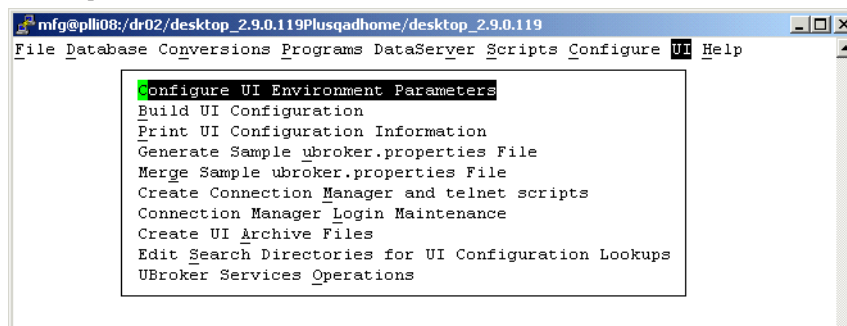 mfg@plli08:/dr02/desktop_2.9.0.119Plusqadhome/desktop_2.9.0.119
File Database Conversions Programs DataServer Scripts Configure UI Help
Configure UI Environment Parameters
Build UI Configuration
Print UI Configuration Information
Generate Sample ubroker.properties File
Merge Sample ubroker.properties File
Create Connection Manager and telnet scripts
Connection Manager Login Maintenance
Create UI Archive Files
Edit Search Directories for UI Configuration Lookups
UBroker Services Operations